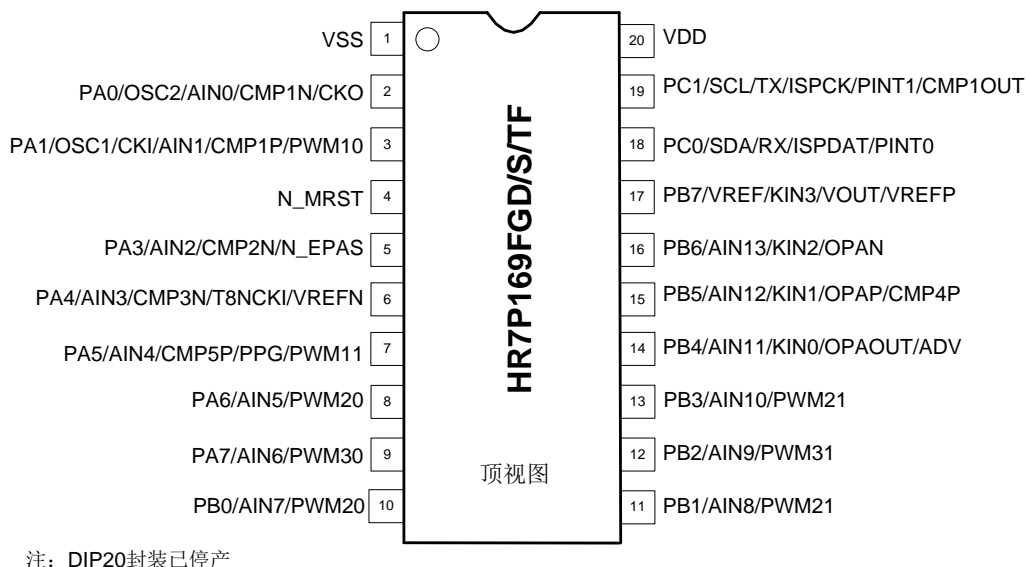 VSS 1
PA0/OSC2/AIN0/CMP1N/CKO 2
PA1/OSC1/CKI/AIN1/CMP1P/PWM10 3
N_MRST 4
PA3/AIN2/CMP2N/N_EPAS 5
PA4/AIN3/CMP3N/T8NCKI/VREFN 6
PA5/AIN4/CMP5P/PPG/PWM11 7
PA6/AIN5/PWM20 8
PA7/AIN6/PWM30 9
PB0/AIN7/PWM20 10
HR7P169FGD/S/TF
顶视图
20 VDD
19 PC1/SCL/TX/ISPCK/PINT1/CMP1OUT
18 PC0/SDA/RX/ISPDAT/PINT0
17 PB7/VREF/KIN3/VOUT/VREFP
16 PB6/AIN13/KIN2/OPAN
15 PB5/AIN12/KIN1/OPAP/CMP4P
14 PB4/AIN11/KIN0/OPAOUT/ADV
13 PB3/AIN10/PWM21
12 PB2/AIN9/PWM31
11 PB1/AIN8/PWM21
注：DIP20封装已停产